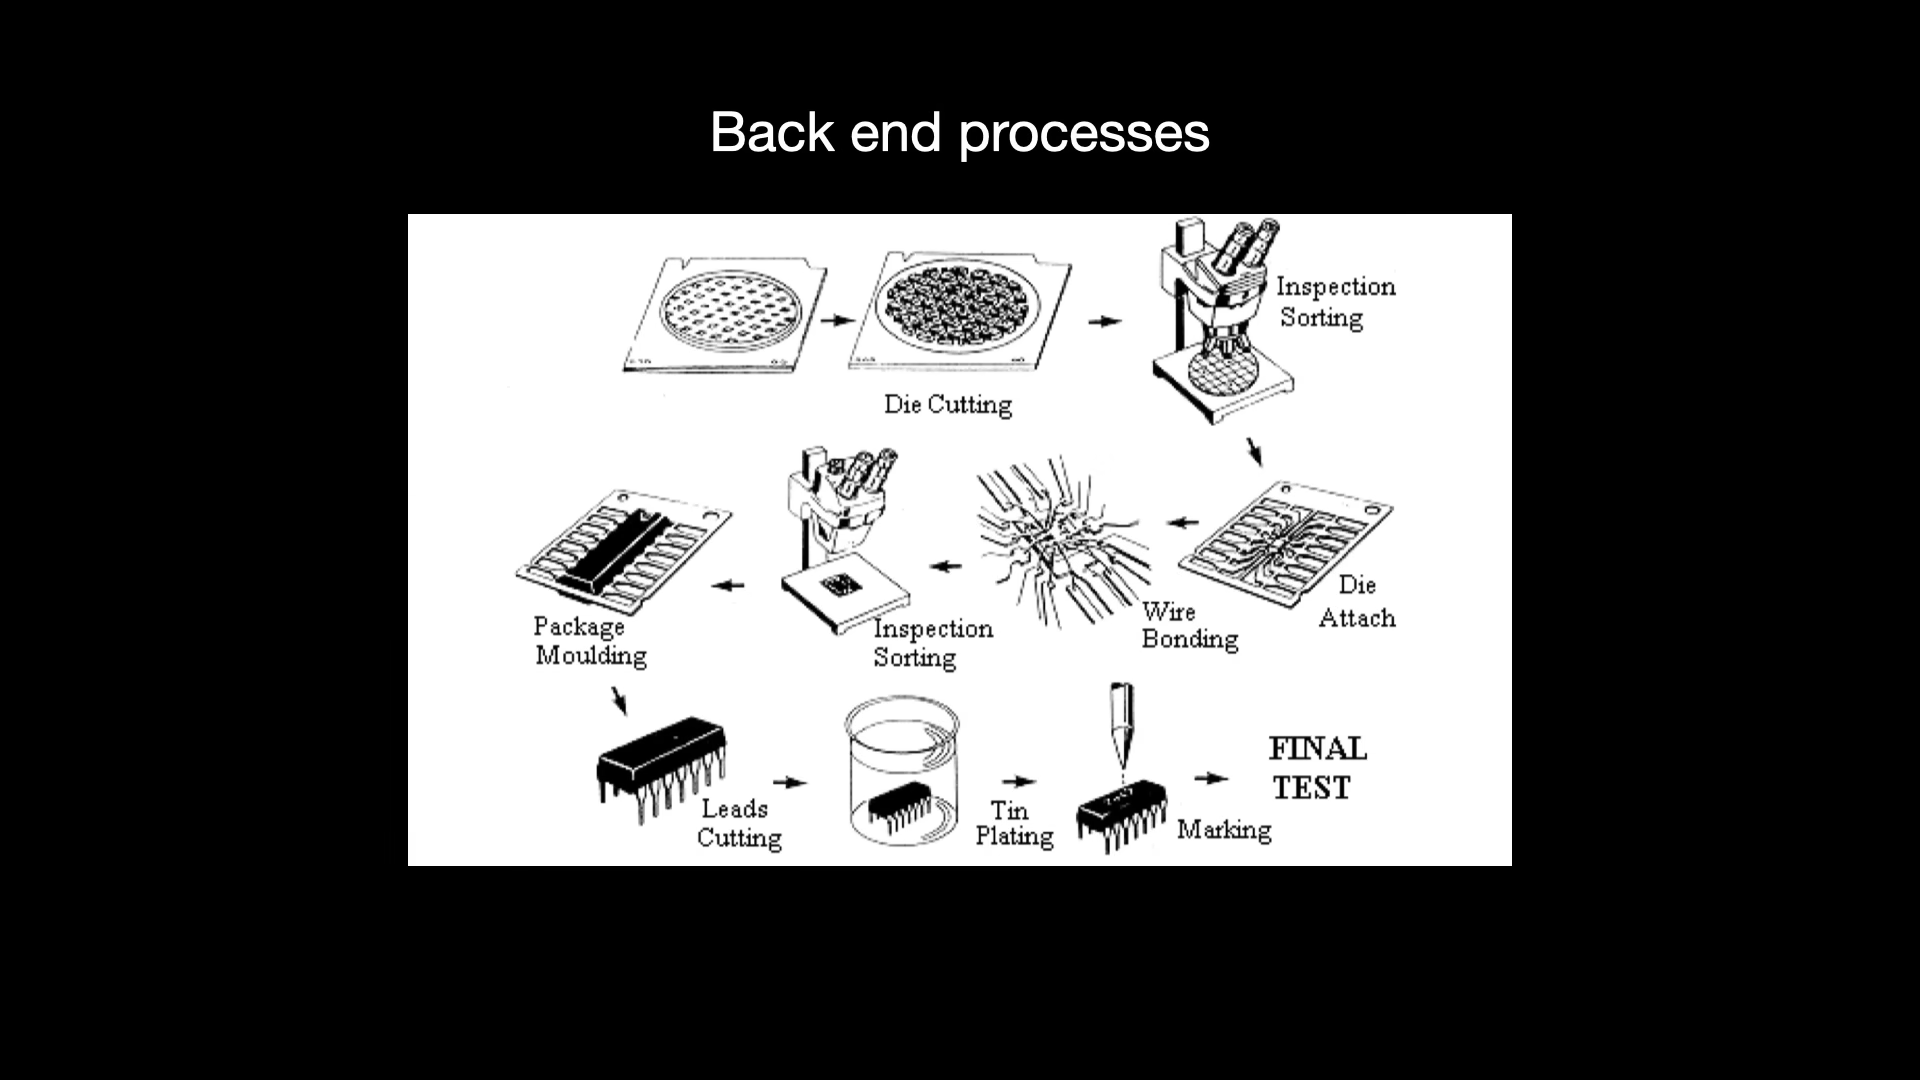 Back end processes
Inspection
Sorting
Die Cutting
Die
Attach
Wire
Bonding
Inspection
Sorting
Package
Moulding
Leads
Cutting
Tin
Plating
Marking
FINAL
TEST